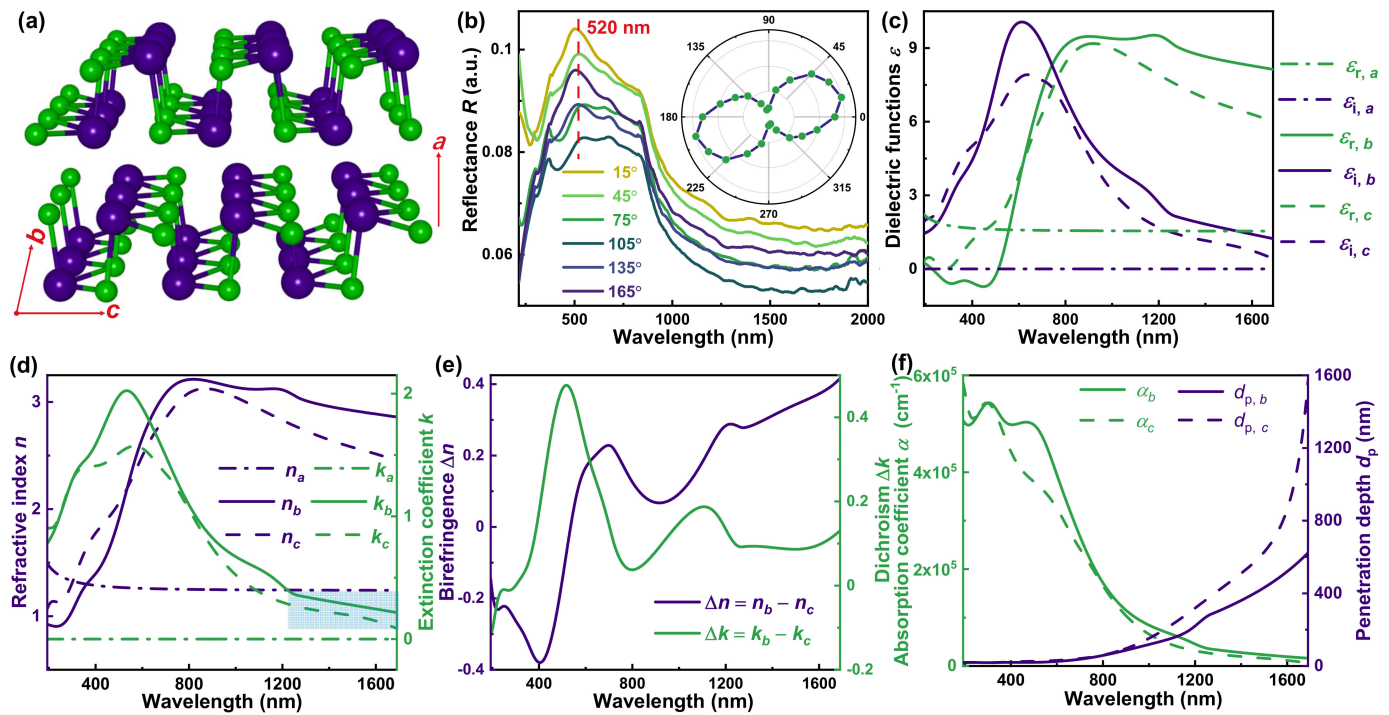 (a)
a
b
c
(b)
520 nm
Reflectance R (a.u.)
0.1
0.08
0.06
500
1000
1500
2000
Wavelength (nm)
15°
45°
75°
105°
135°
165°
90
135
45
180
0
225
315
270
(c)
Dielectric functions ε
9
6
3
0
400
800
1200
1600
Wavelength (nm)
εr, a
εi, a
εr, b
εi, b
εr, c
εi, c
(d)
Refractive index n
3
2
1
400
800
1200
1600
Wavelength (nm)
na
ka
nb
kb
nc
kc
2
1
0
Extinction coefficient k
(e)
Birefringence Δn
0.4
0.2
0
-0.2
-0.4
400
800
1200
1600
Wavelength (nm)
Δn = nb − nc
Δk = kb − kc
0.4
0.2
0
-0.2
Dichroism Δk
(f)
Absorption coefficient α (cm⁻¹)
6x10⁵
4x10⁵
2x10⁵
0
400
800
1200
1600
Wavelength (nm)
αb
dp, b
αc
dp, c
1600
1200
800
400
0
Penetration depth dp (nm)